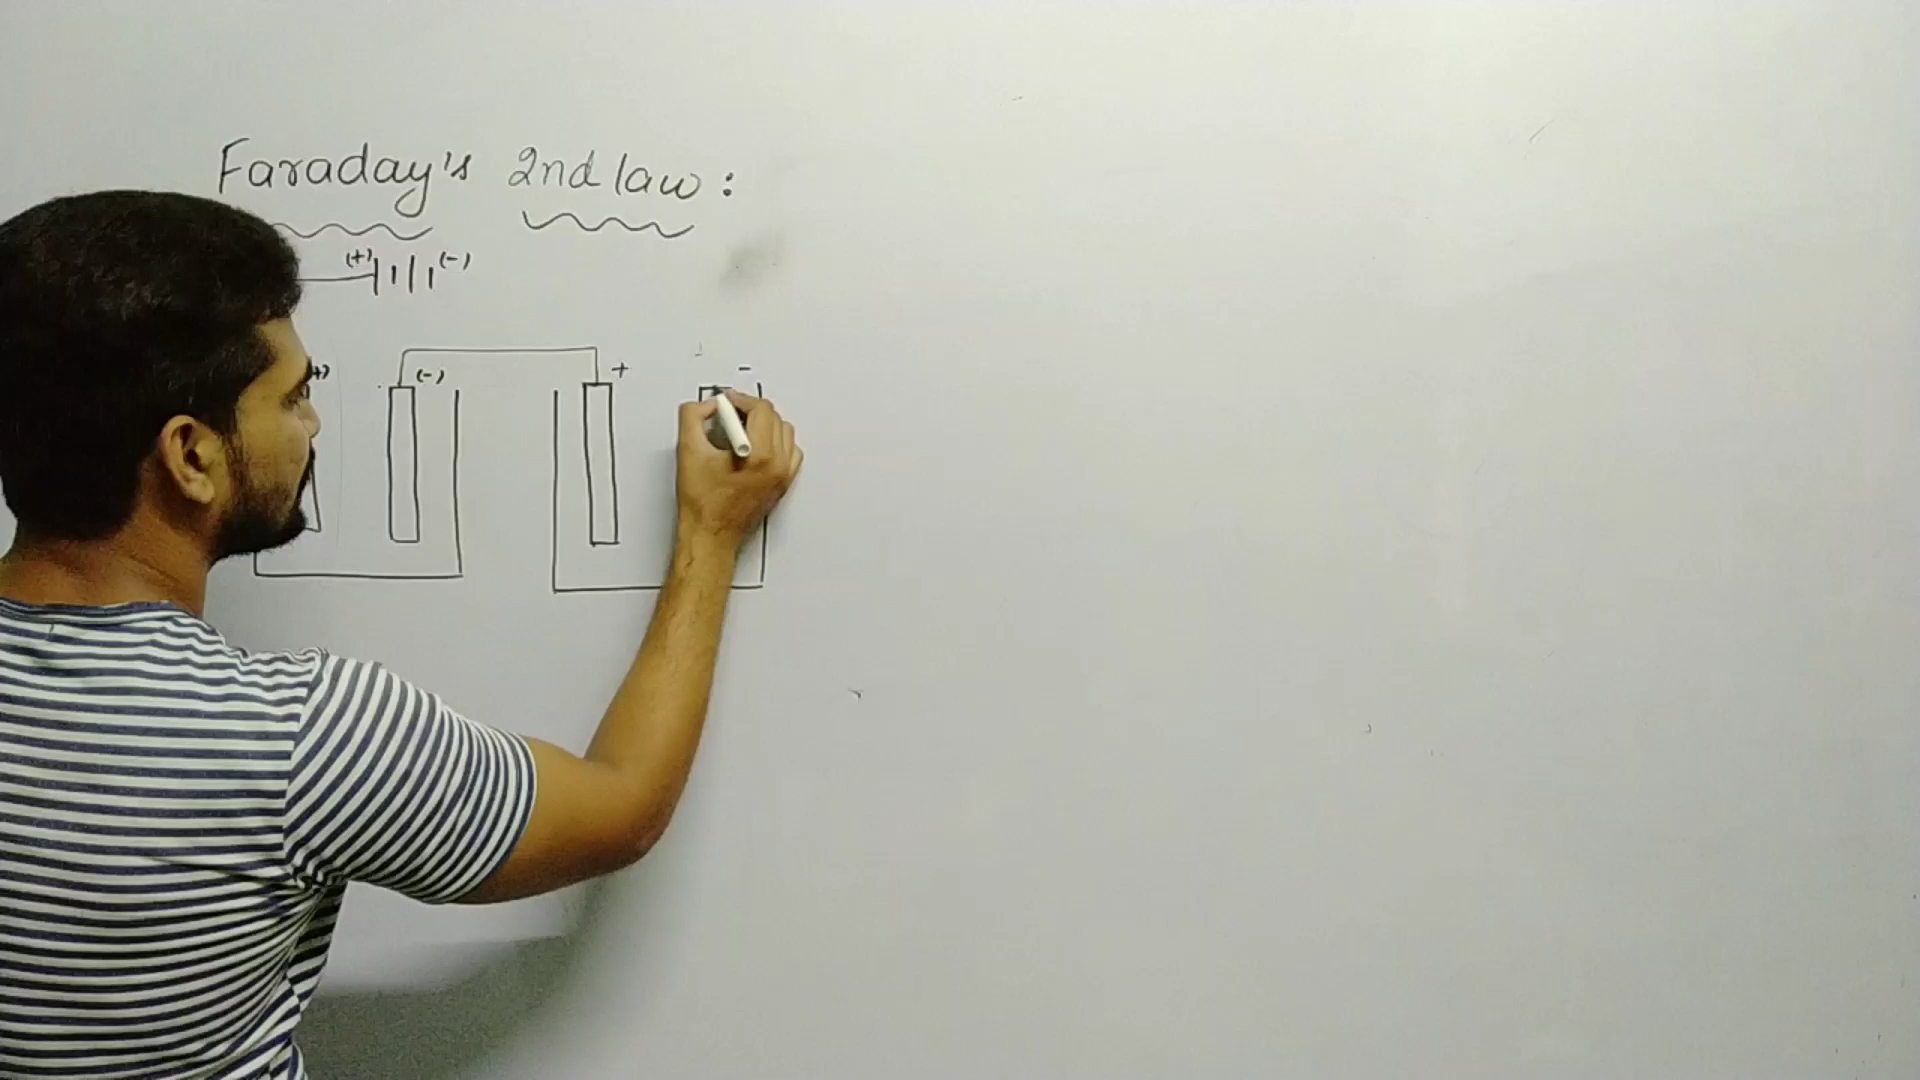 Faraday's 2nd law :
(+) (-)
+) (-) + -